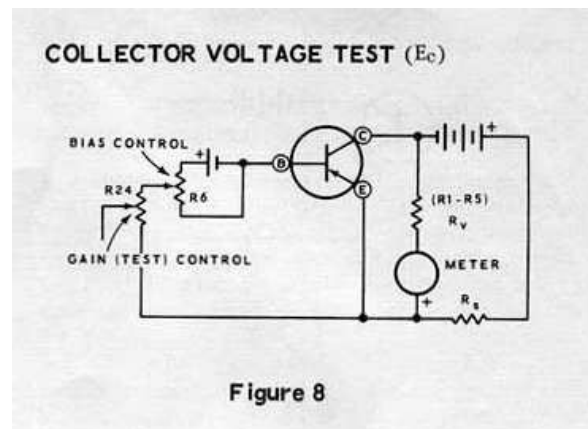 COLLECTOR VOLTAGE TEST (Ec)
BIAS CONTROL
+
B
C
+
E
R24
R6
(R1-R5)
Rv
GAIN (TEST) CONTROL
METER
+
Rs
Figure 8